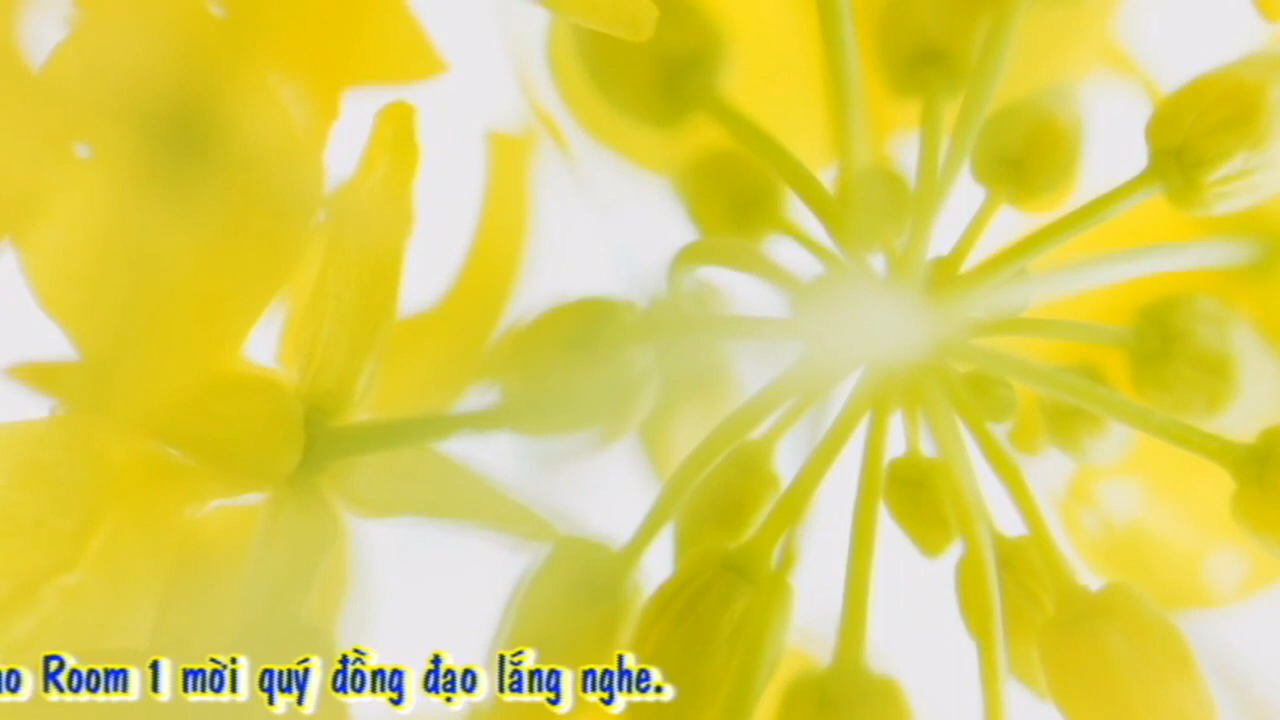 Room 1 mời quý đồng đạo lắng nghe.